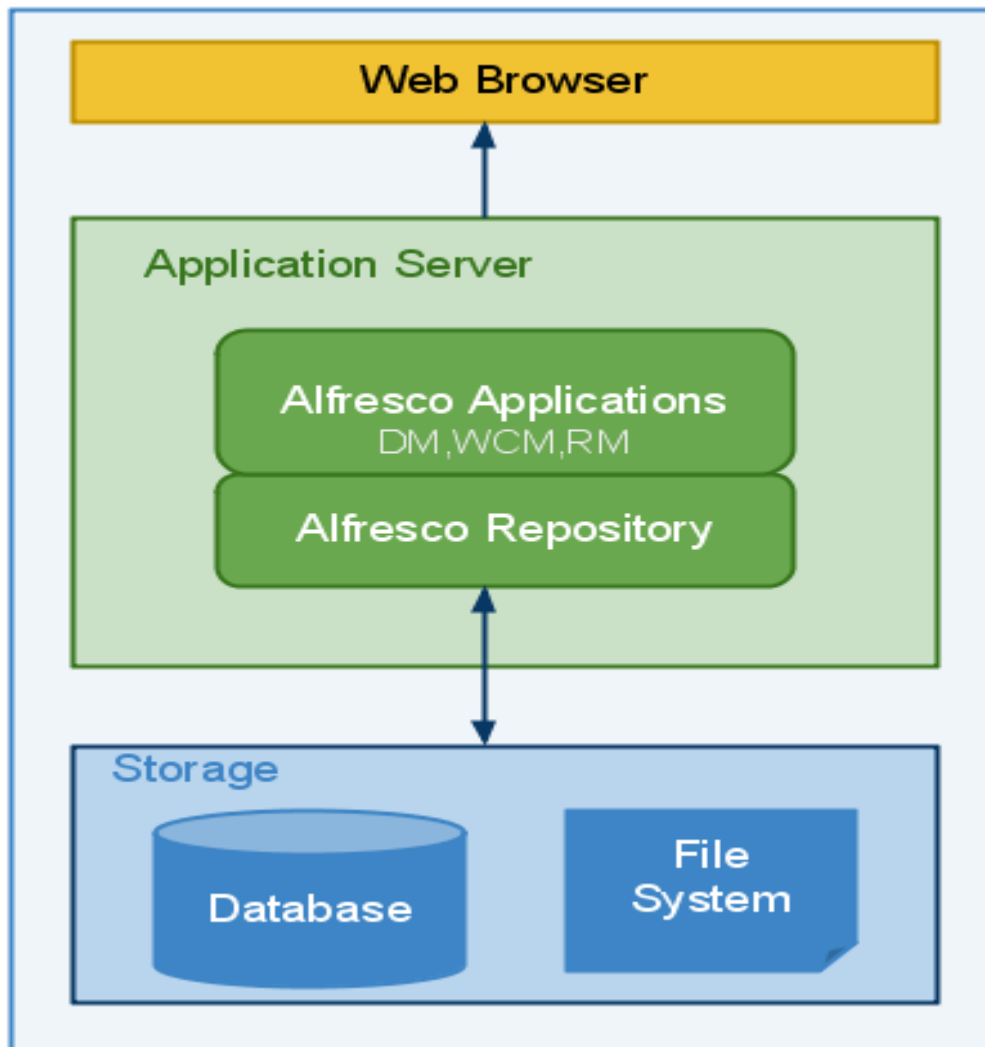 Web Browser
Application Server
Alfresco Applications
DM,WCM,RM
Alfresco Repository
Storage
Database
File
System